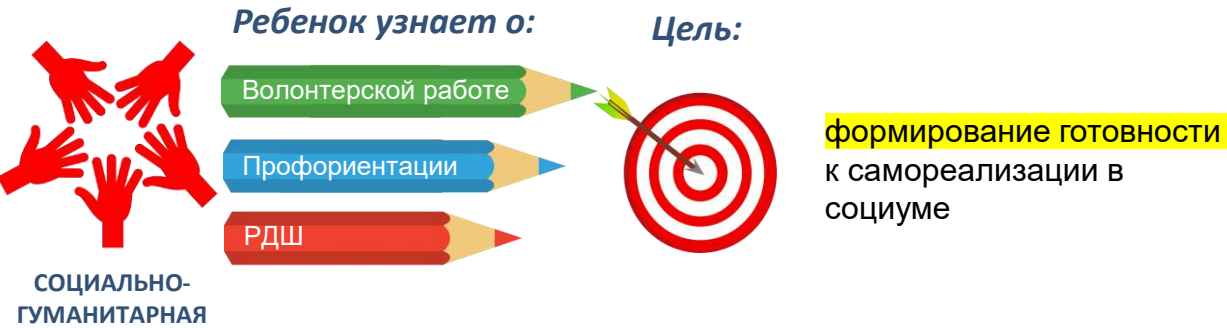 Ребенок узнает о:
Цель:
Волонтерской работе
Профориентации
РДШ
формирование готовности
к самореализации в
социуме
СОЦИАЛЬНО-
ГУМАНИТАРНАЯ